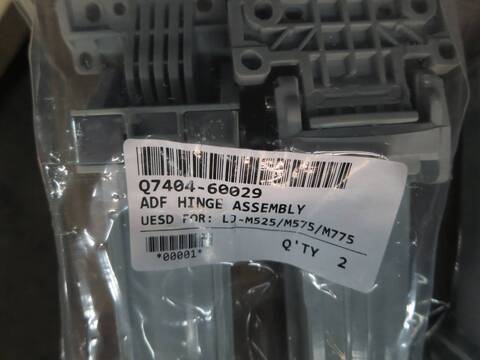 Q7404-60029
ADF HINGE ASSEMBLY
UESD FOR: LJ-M525/M575/M775
Q'TY 2
*00001*